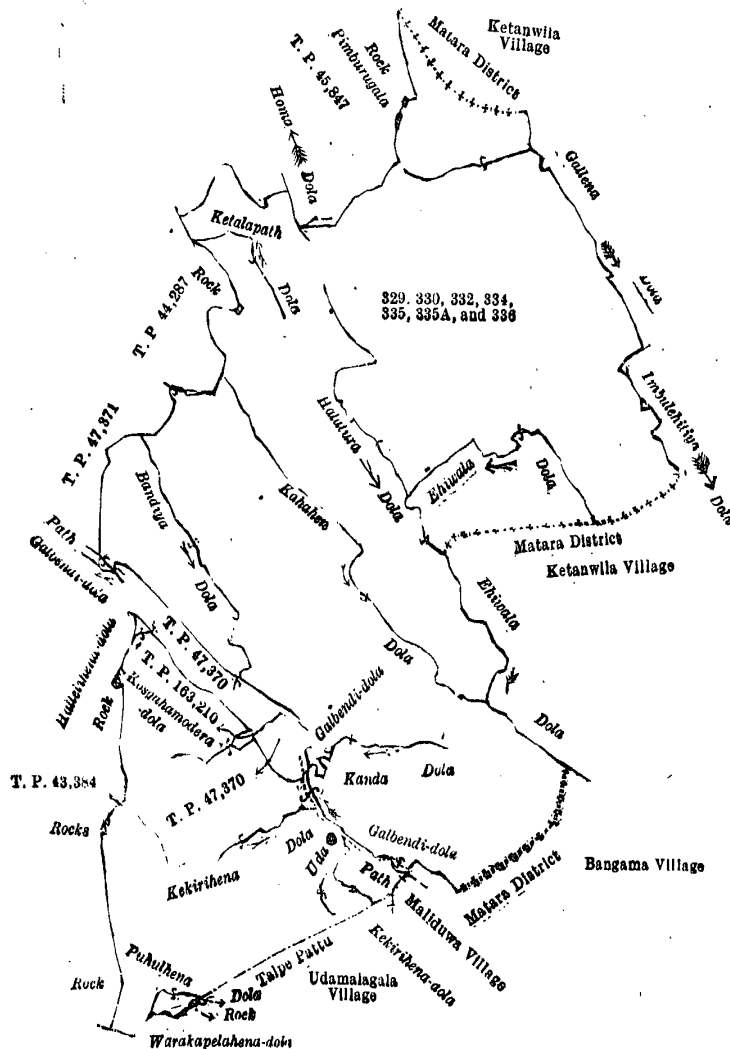 Ketanwila
Village
Matara District
Rock
Pimburugala
T. P. 45,847
Homa Dola
Gallena
Dola
Ketalapath
Dola
Rock
T. P. 44,287
329. 330, 332, 334,
335, 335A, and 336
Imbulehitiya
Dola
T. P. 47,371
Halutura
Dola
Ehiwala
Dola
Bandiya
Dola
Kahahena
Dola
Matara District
Ketanwila Village
Path
Galbendi-dola
Ehiwala
Dola
T. P. 47,370
T. P. 163,210
-dola
Rock
Galbendi-dola
T. P. 43,384
T. P. 47,370
Kanda
Dola
Rocks
Dola
Galbendi-dola
Uda
Bangama Village
Kekirihena
Path
Matara District
Maliduwa Village
Kekirihena-dola
Puhulhena
Talpe Pattu
Rock
Dola
Rock
Udamalagala
Village
Warakapelahena-dola